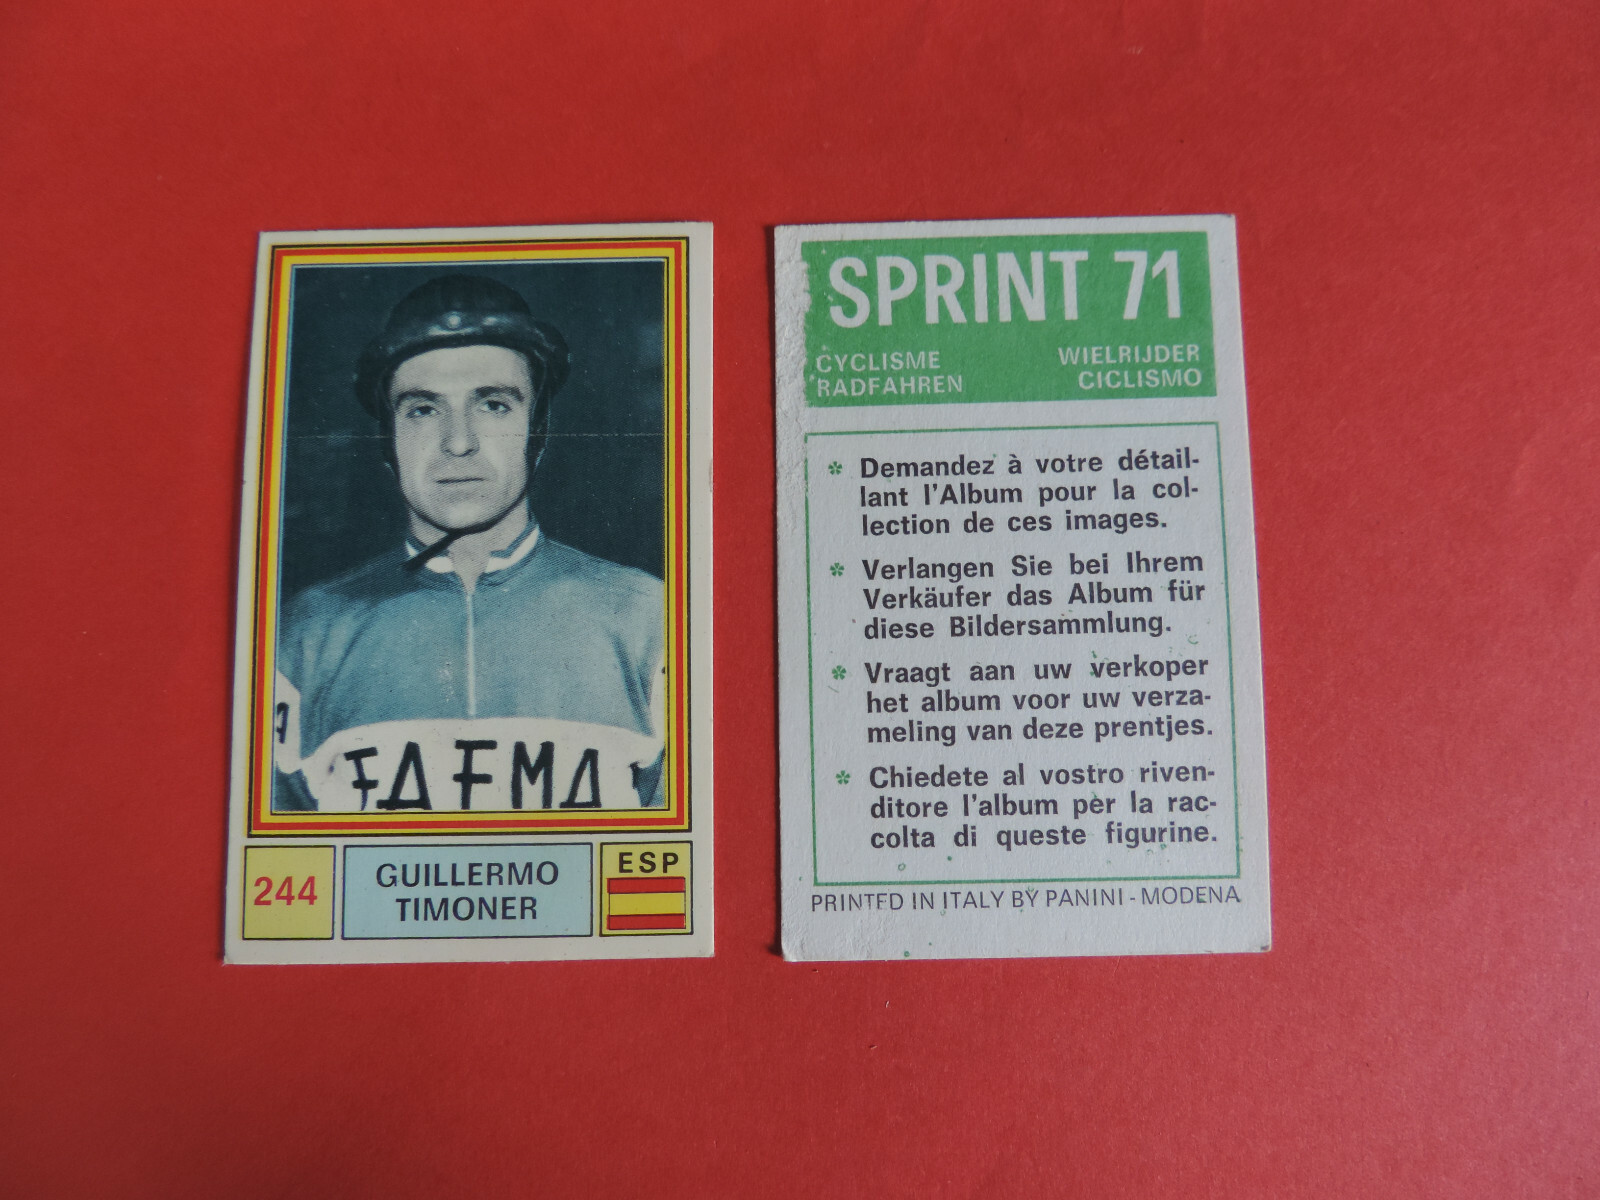 FAFMA
244
GUILLERMO
TIMONER
ESP
SPRINT 71
CYCLISME
RADFAHREN
WIELRIJDER
CICLISMO
Demandez à votre détail-
lant l'Album pour la col-
lection de ces images.
Verlangen Sie bei Ihrem
Verkäufer das Album für
diese Bildersammlung.
Vraagt aan uw verkoper
het album voor uw verza-
meling van deze prentjes.
Chiedete al vostro riven-
ditore l'album per la rac-
colta di queste figurine.
PRINTED IN ITALY BY PANINI - MODENA